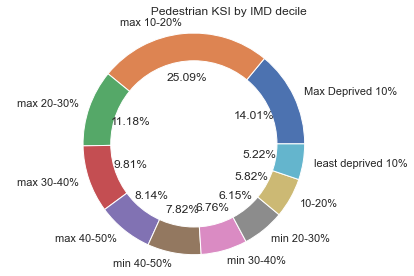 Pedestrian KSI by IMD decile
max 10-20%
25.09%
max 20-30%
Max Deprived 10%
14.01%
11.18%
5.22%
least deprived 10%
9.81%
5.82%
max 30-40%
8.14%
6.15%
10-20%
7.82%
6.76%
max 40-50%
min 20-30%
min 40-50%
min 30-40%